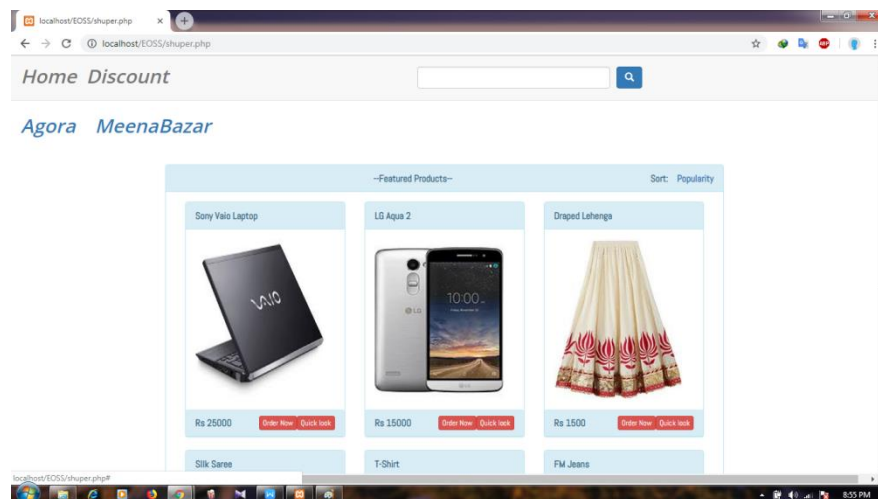 localhost/EOSS/shuper.php
localhost/EOSS/shuper.php
Home Discount
Agora MeenaBazar
--Featured Products--
Sort: Popularity
Sony Vaio Laptop
LG Aqua 2
Draped Lehenga
VAIO
10:00
LG
Rs 25000 Order Now Quick look
Rs 15000 Order Now Quick look
Rs 1500 Order Now Quick look
SIlk Saree
T-Shirt
FM Jeans
localhost/EOSS/shuper.php#
8:55 PM